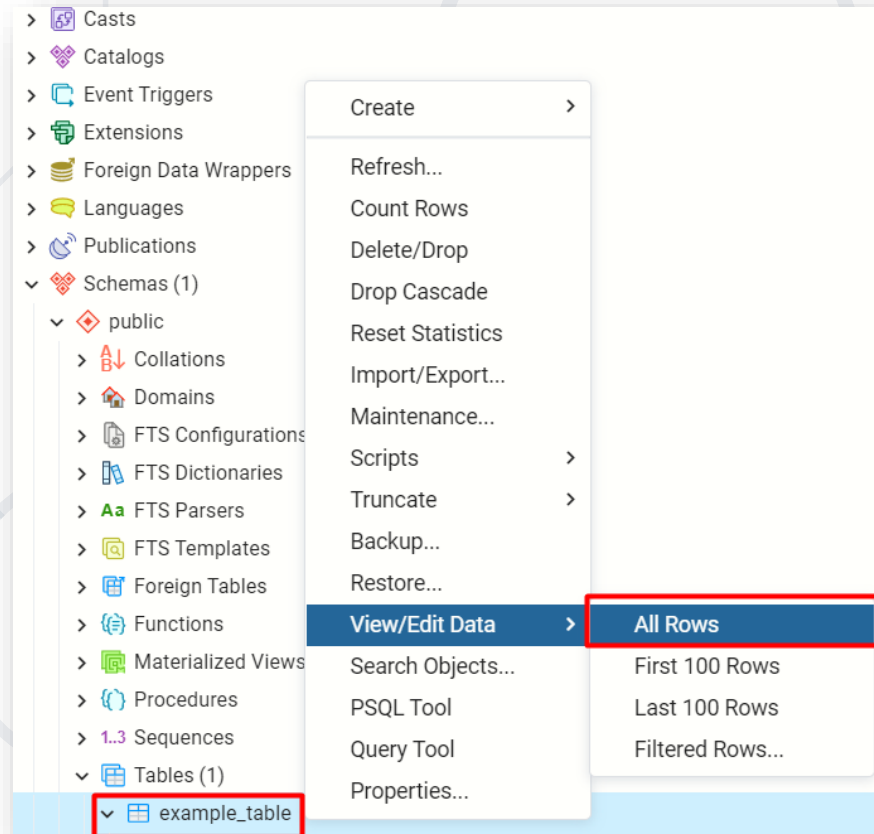 Casts
Catalogs
Event Triggers
Extensions
Foreign Data Wrappers
Languages
Publications
Schemas (1)
public
A
B Collations
Domains
FTS Configurations
FTS Dictionaries
Aa FTS Parsers
FTS Templates
Foreign Tables
Functions
Materialized Views
Procedures
1..3 Sequences
Tables (1)
example_table
Create
Refresh...
Count Rows
Delete/Drop
Drop Cascade
Reset Statistics
Import/Export...
Maintenance...
Scripts
Truncate
Backup...
Restore...
View/Edit Data
Search Objects...
PSQL Tool
Query Tool
Properties...
All Rows
First 100 Rows
Last 100 Rows
Filtered Rows...